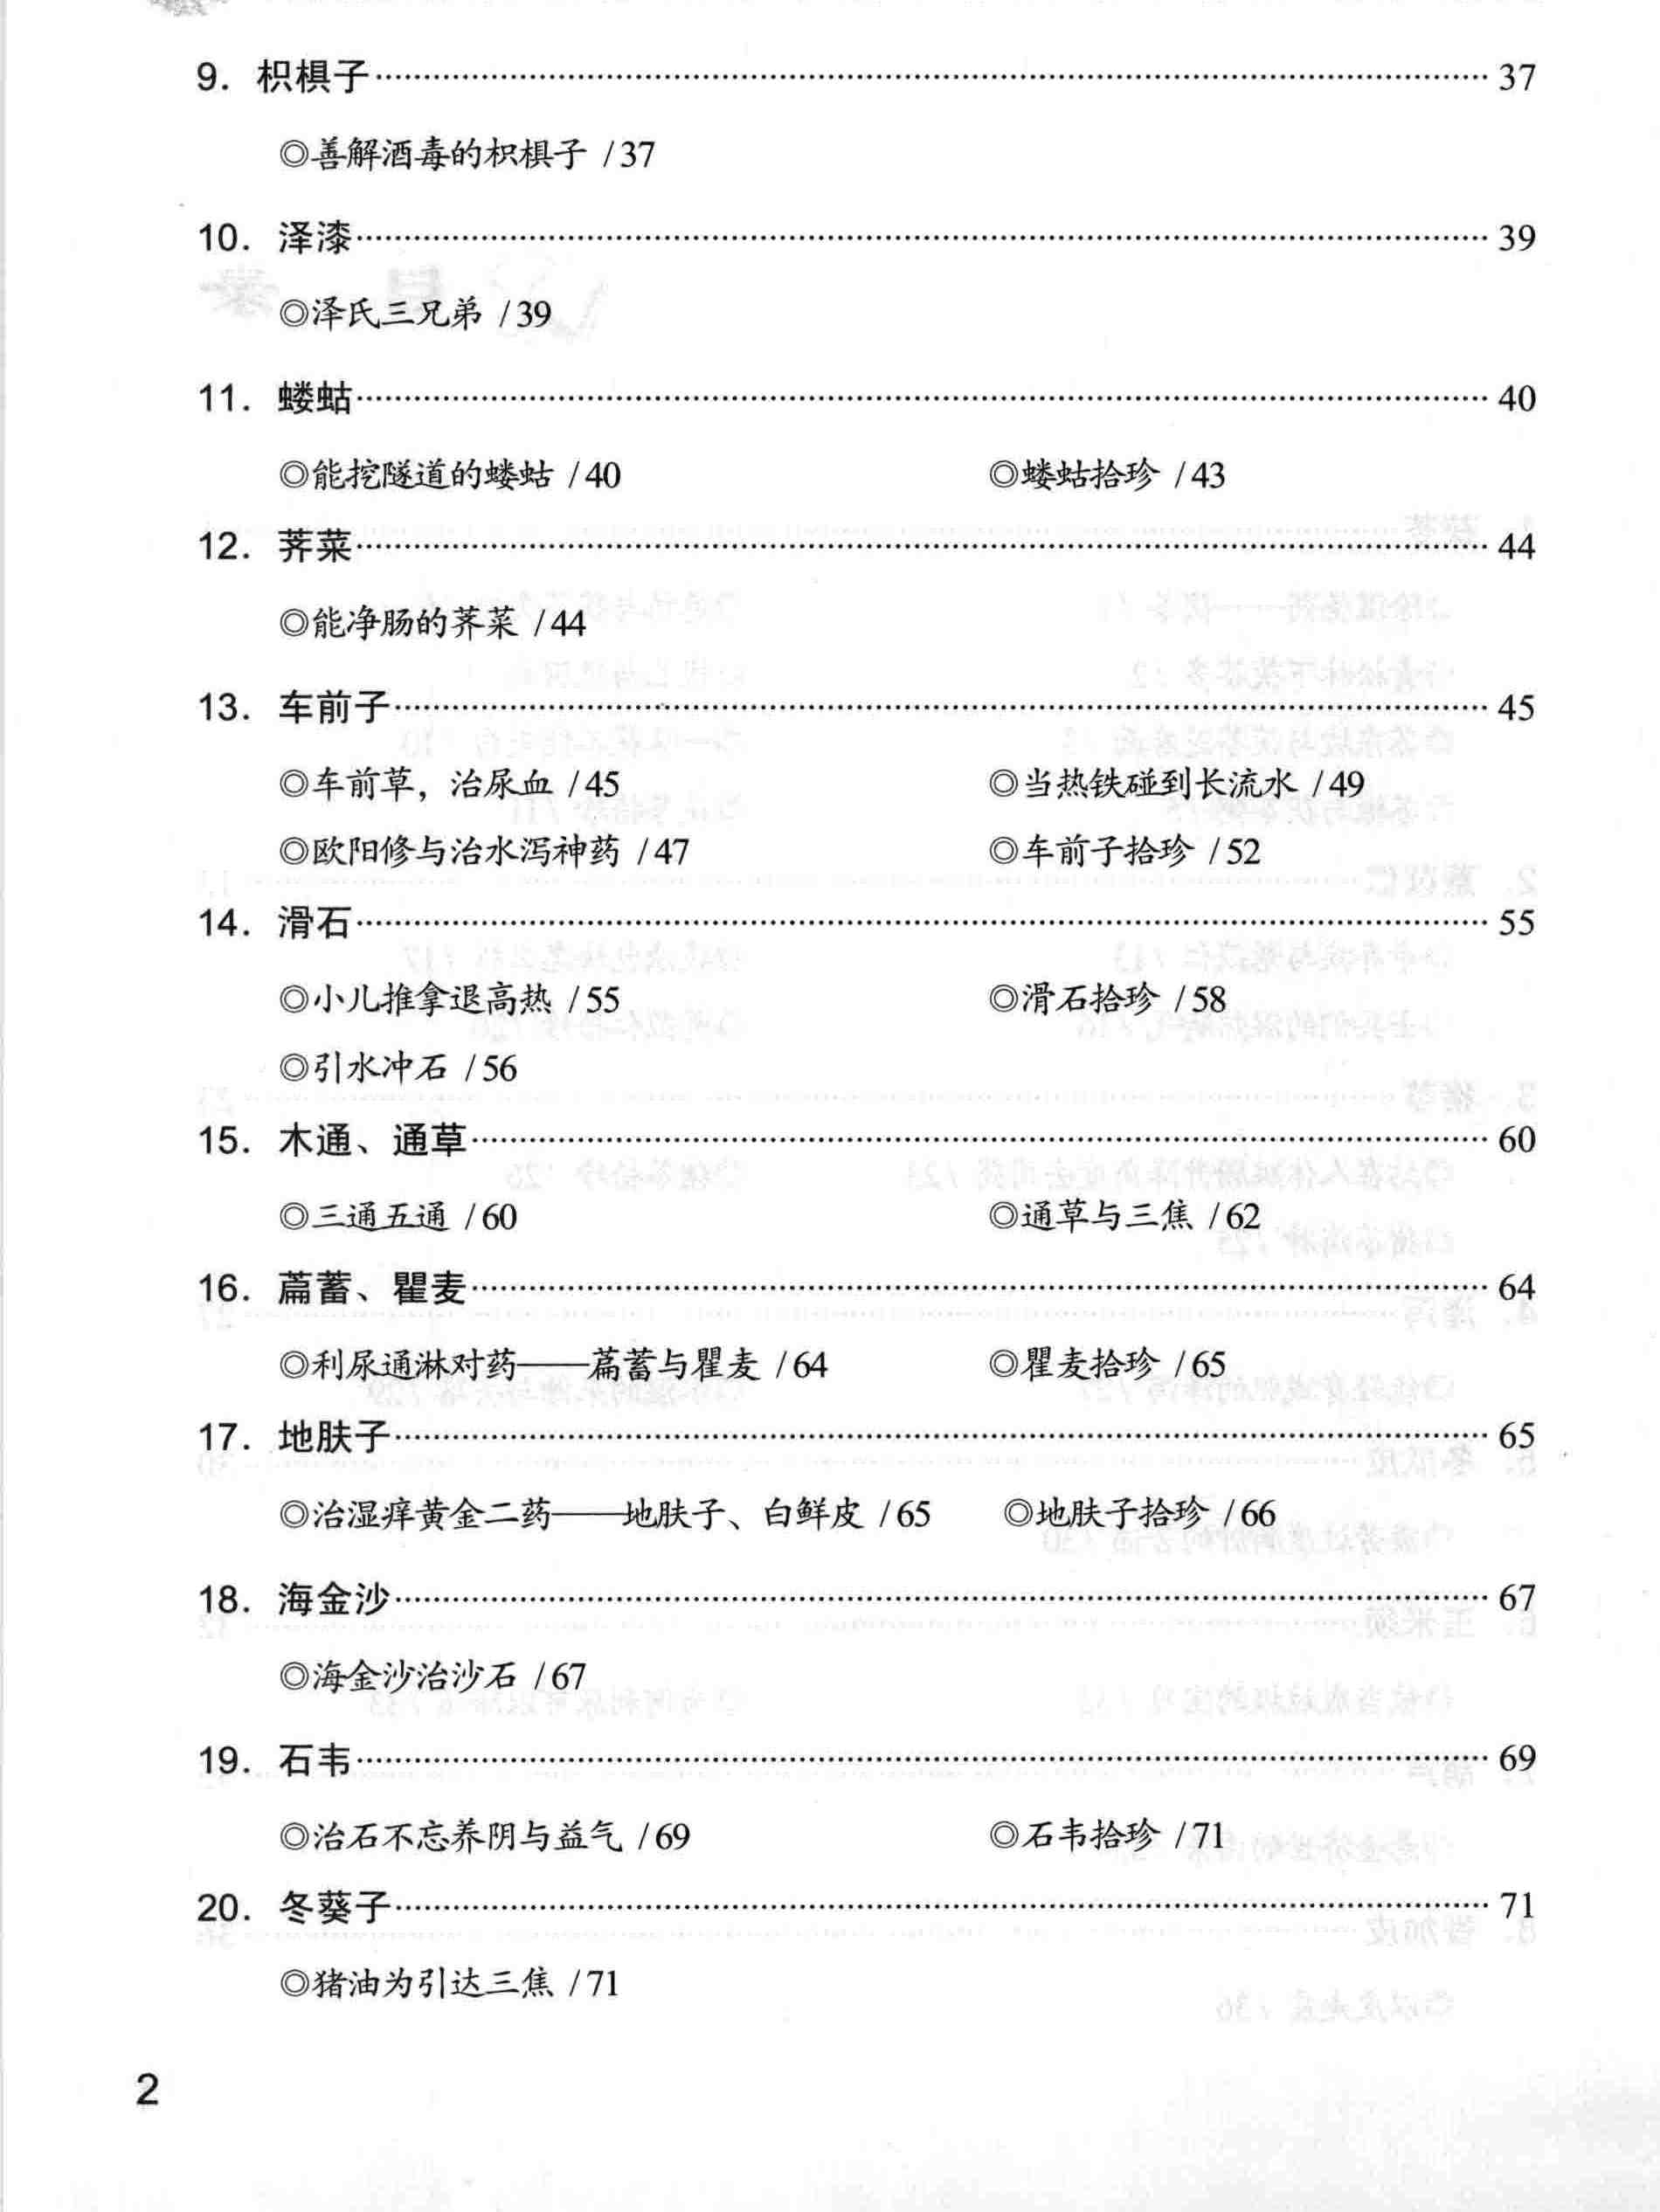 9. 枳椇子……37
◎善解酒毒的枳椇子 /37
10. 泽漆……39
◎泽氏三兄弟 /39
11. 蝼蛄……40
◎能挖隧道的蝼蛄 /40 ◎蝼蛄拾珍 /43
12. 荠菜……44
◎能净肠的荠菜 /44
13. 车前子……45
◎车前草，治尿血 /45 ◎当热铁碰到长流水 /49
◎欧阳修与治水泻神药 /47 ◎车前子拾珍 /52
14. 滑石……55
◎小儿推拿退高热 /55 ◎滑石拾珍 /58
◎引水冲石 /56
15. 木通、通草……60
◎三通五通 /60 ◎通草与三焦 /62
16. 萹蓄、瞿麦……64
◎利尿通淋对药——萹蓄与瞿麦 /64 ◎瞿麦拾珍 /65
17. 地肤子……65
◎治湿痒黄金二药——地肤子、白鲜皮 /65 ◎地肤子拾珍 /66
18. 海金沙……67
◎海金沙治沙石 /67
19. 石韦……69
◎治石不忘养阴与益气 /69 ◎石韦拾珍 /71
20. 冬葵子……71
◎猪油为引达三焦 /71
2